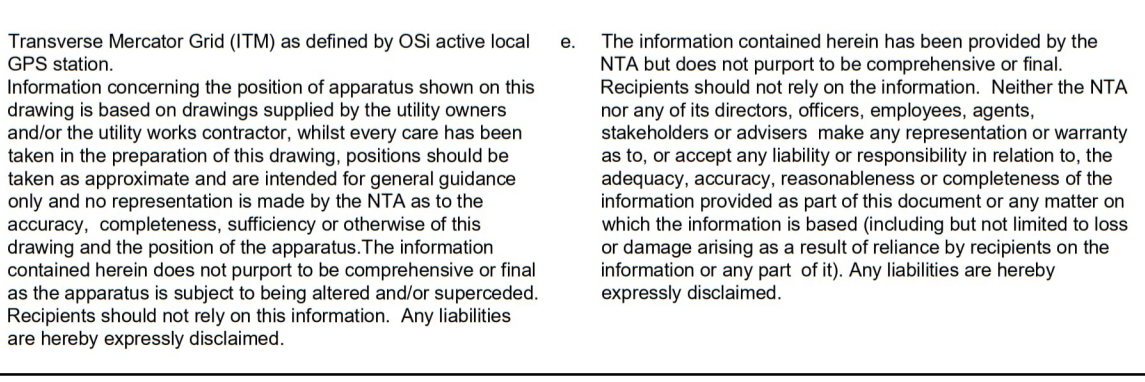 Transverse Mercator Grid (ITM) as defined by OSi active local
GPS station.
Information concerning the position of apparatus shown on this
drawing is based on drawings supplied by the utility owners
and/or the utility works contractor, whilst every care has been
taken in the preparation of this drawing, positions should be
taken as approximate and are intended for general guidance
only and no representation is made by the NTA as to the
accuracy,  completeness, sufficiency or otherwise of this
drawing and the position of the apparatus.The information
contained herein does not purport to be comprehensive or final
as the apparatus is subject to being altered and/or superceded.
Recipients should not rely on this information.  Any liabilities
are hereby expressly disclaimed.
e. The information contained herein has been provided by the
NTA but does not purport to be comprehensive or final.
Recipients should not rely on the information.  Neither the NTA
nor any of its directors, officers, employees, agents,
stakeholders or advisers  make any representation or warranty
as to, or accept any liability or responsibility in relation to, the
adequacy, accuracy, reasonableness or completeness of the
information provided as part of this document or any matter on
which the information is based (including but not limited to loss
or damage arising as a result of reliance by recipients on the
information or any part  of it). Any liabilities are hereby
expressly disclaimed.